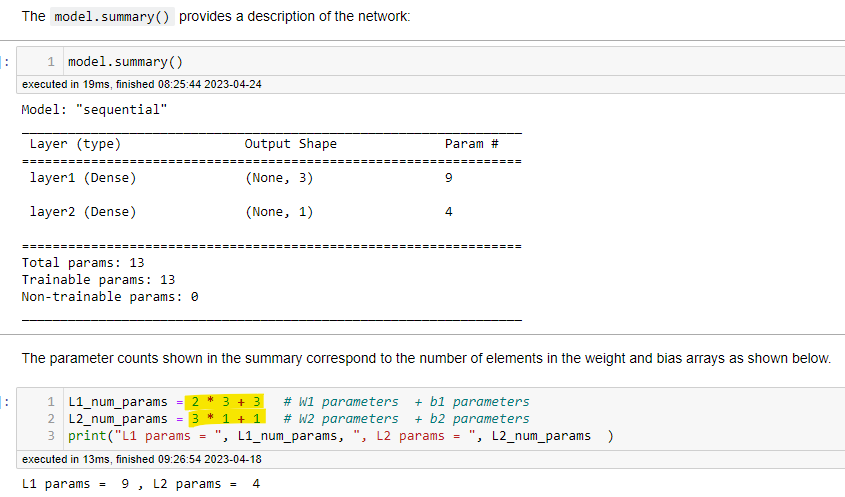 The model.summary() provides a description of the network:
]: 1 model.summary()
executed in 19ms, finished 08:25:44 2023-04-24
Model: "sequential"
_________________________________________________________________
Layer (type) Output Shape Param #
=================================================================
layer1 (Dense) (None, 3) 9
layer2 (Dense) (None, 1) 4
=================================================================
Total params: 13
Trainable params: 13
Non-trainable params: 0
_________________________________________________________________
The parameter counts shown in the summary correspond to the number of elements in the weight and bias arrays as shown below.
]: 1 L1_num_params = 2 * 3 + 3 # W1 parameters + b1 parameters
2 L2_num_params = 3 * 1 + 1 # W2 parameters + b2 parameters
3 print("L1 params = ", L1_num_params, ", L2 params = ", L2_num_params )
executed in 13ms, finished 09:26:54 2023-04-18
L1 params = 9 , L2 params = 4